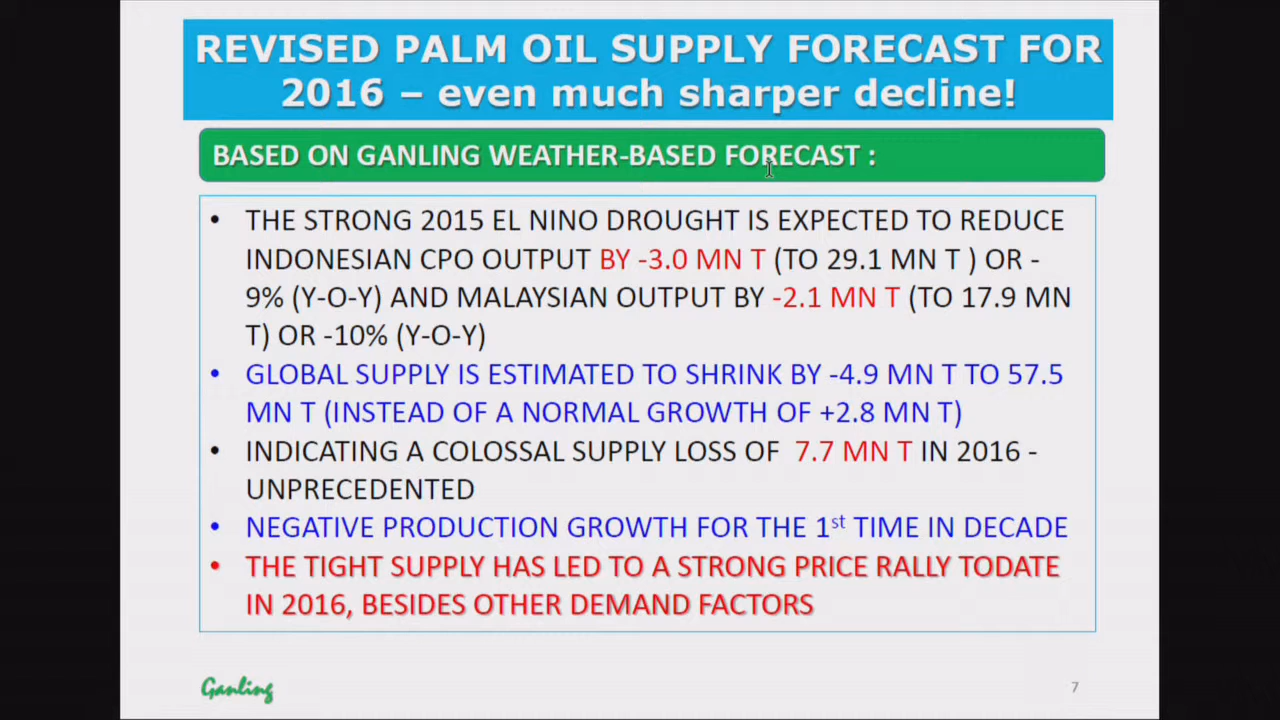 REVISED PALM OIL SUPPLY FORECAST FOR
2016 – even much sharper decline!
BASED ON GANLING WEATHER-BASED FORECAST :
• THE STRONG 2015 EL NINO DROUGHT IS EXPECTED TO REDUCE
INDONESIAN CPO OUTPUT BY -3.0 MN T (TO 29.1 MN T ) OR -
9% (Y-O-Y) AND MALAYSIAN OUTPUT BY -2.1 MN T (TO 17.9 MN
T) OR -10% (Y-O-Y)
• GLOBAL SUPPLY IS ESTIMATED TO SHRINK BY -4.9 MN T TO 57.5
MN T (INSTEAD OF A NORMAL GROWTH OF +2.8 MN T)
• INDICATING A COLOSSAL SUPPLY LOSS OF 7.7 MN T IN 2016 -
UNPRECEDENTED
• NEGATIVE PRODUCTION GROWTH FOR THE 1st TIME IN DECADE
• THE TIGHT SUPPLY HAS LED TO A STRONG PRICE RALLY TODATE
IN 2016, BESIDES OTHER DEMAND FACTORS
Ganling
7